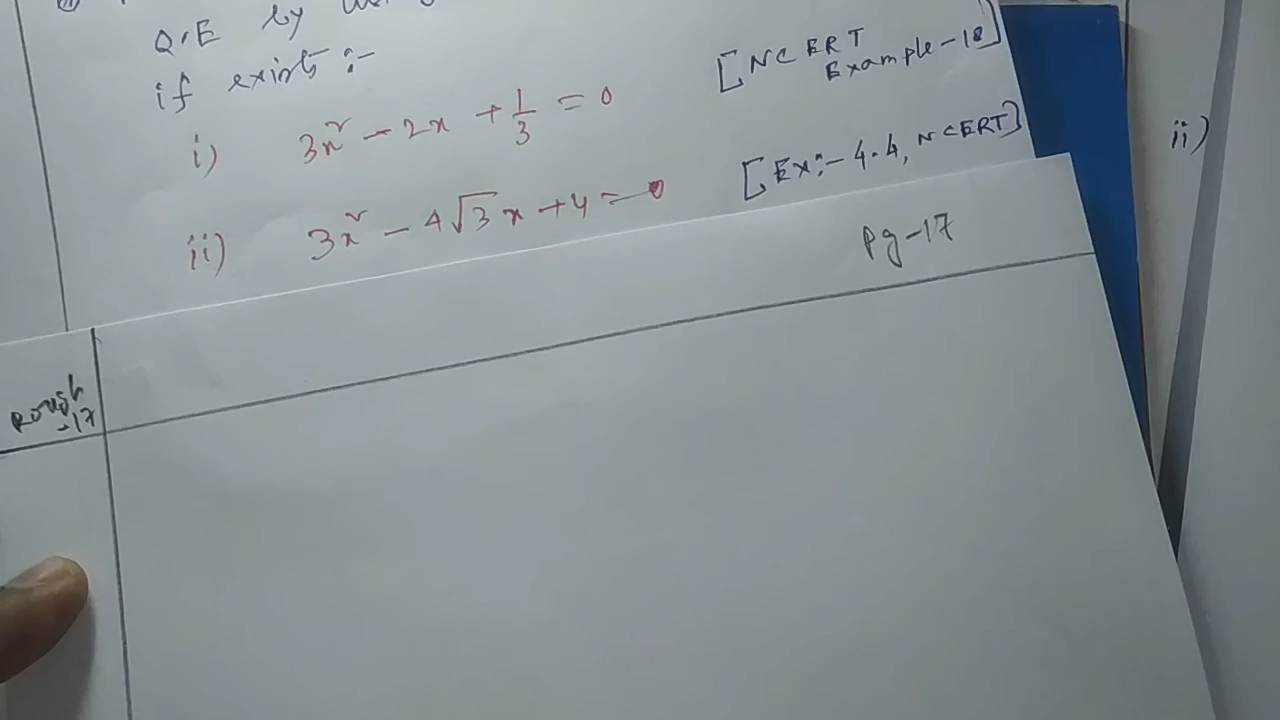 Q.E by
if exists :-
i) 3x² - 2x + 1/3 = 0 [NCERT Example-18]
ii) 3x² - 4√3x + 4 = 0 [Ex:- 4.4, NCERT]
ii)
Pg-17
Rough
-17